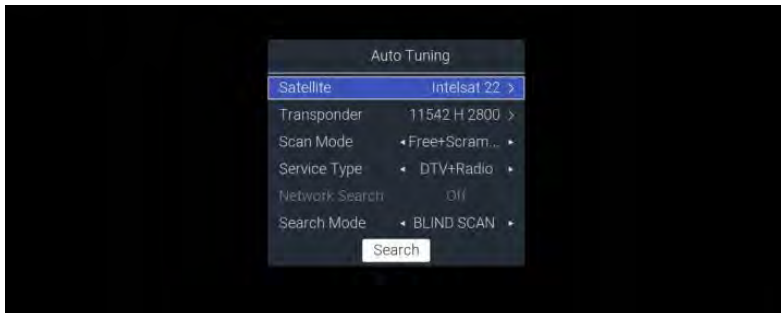 Auto Tuning
Satellite Intelsat 22 >
Transponder 11542 H 2800 >
Scan Mode ◂ Free+Scram... ▸
Service Type ◂ DTV+Radio ▸
Network Search Off
Search Mode ◂ BLIND SCAN ▸
Search